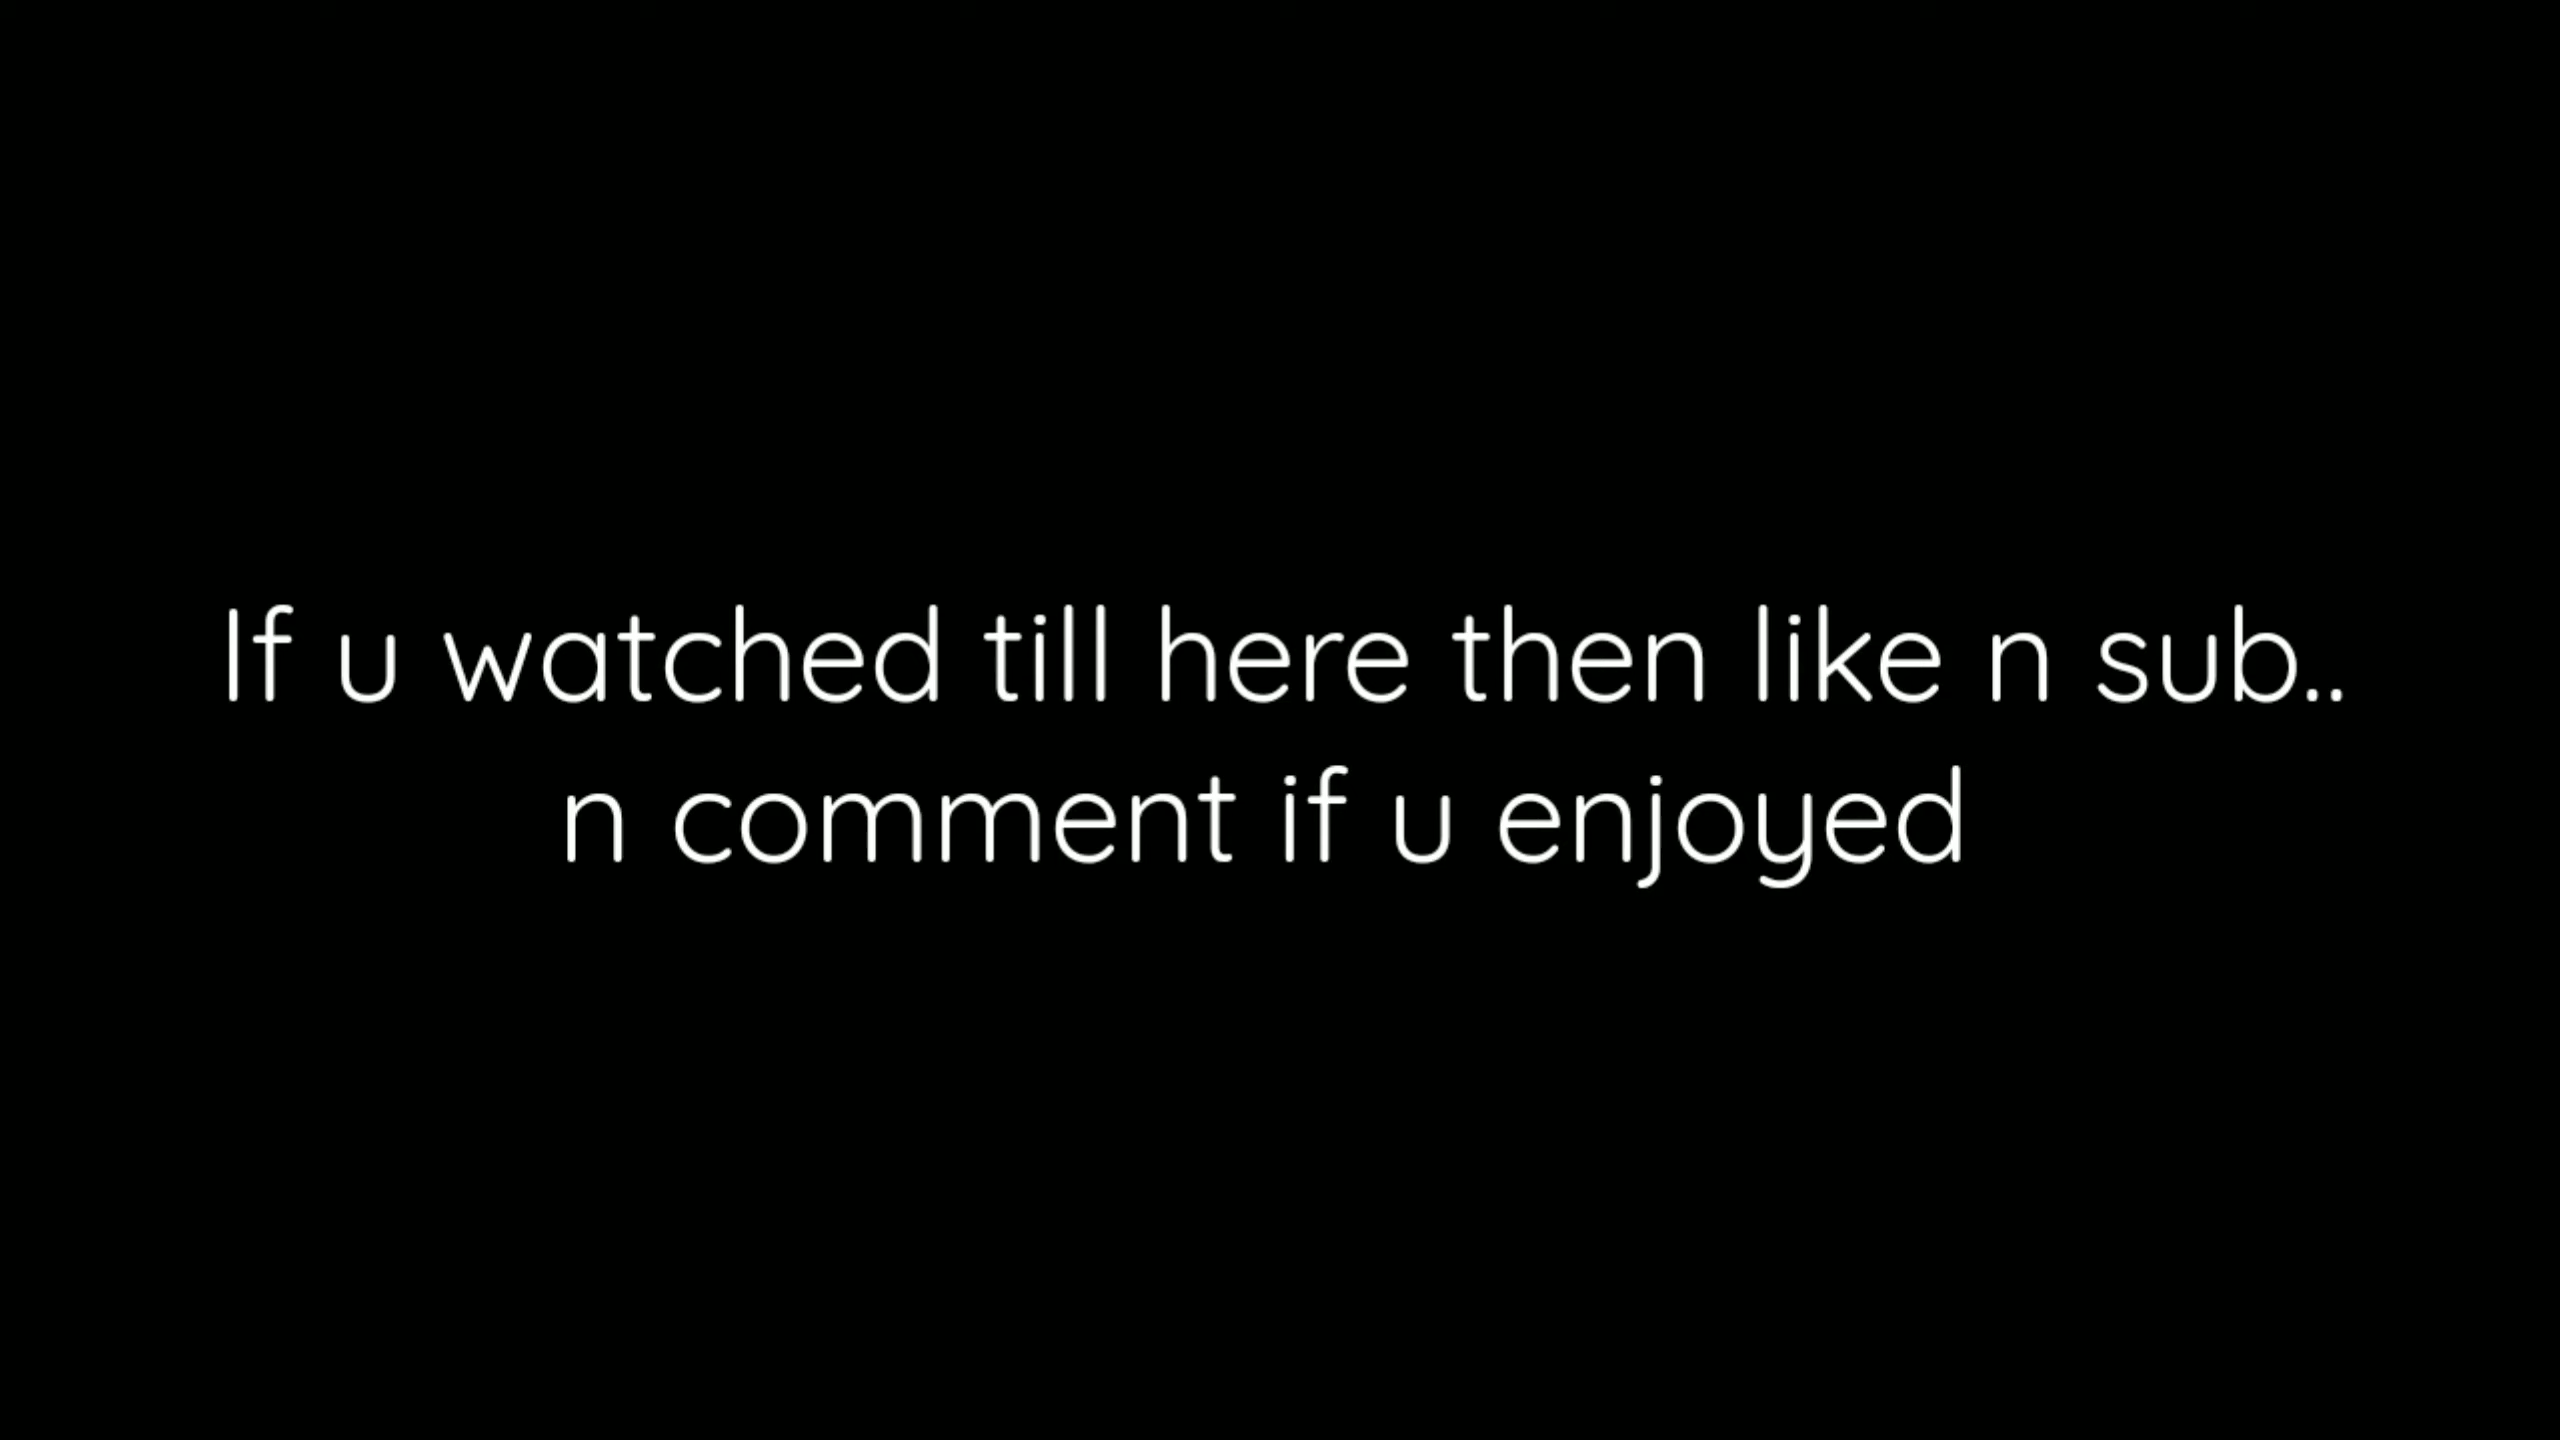 If u watched till here then like n sub..
n comment if u enjoyed